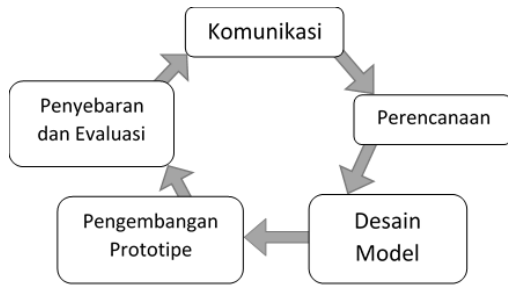 Komunikasi
Perencanaan
Desain
Model
Pengembangan
Prototipe
Penyebaran
dan Evaluasi